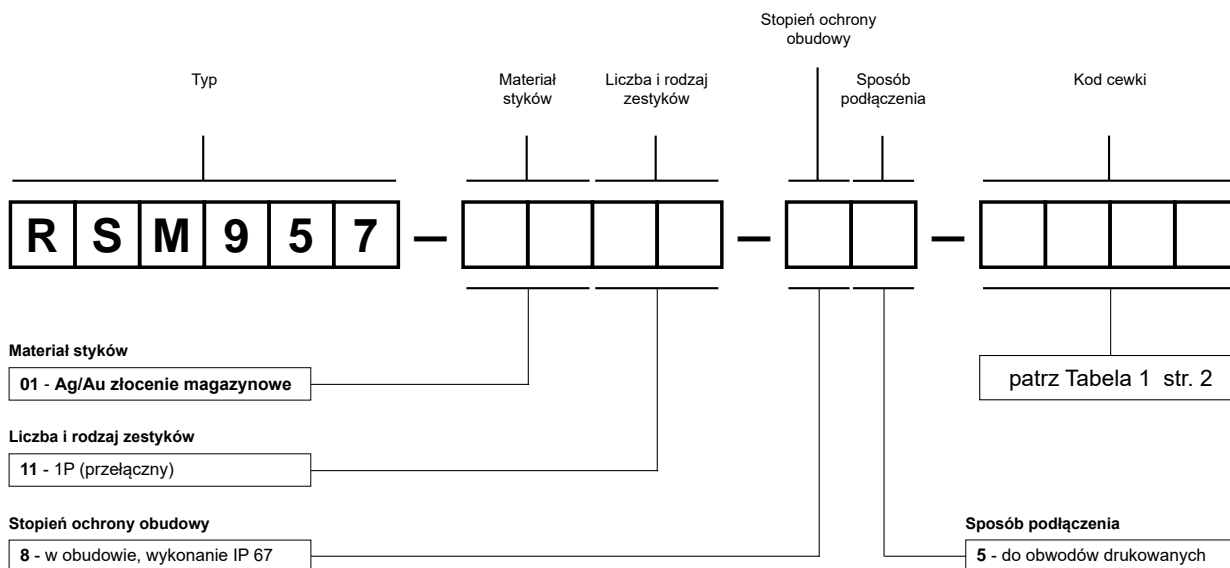 Stopień ochrony
obudowy
Typ
Materiał
styków
Liczba i rodzaj
zestyków
Sposób
podłączenia
Kod cewki
R S M 9 5 7 — — —
Materiał styków
01 - Ag/Au złocenie magazynowe
patrz Tabela 1 str. 2
Liczba i rodzaj zestyków
11 - 1P (przełączny)
Stopień ochrony obudowy
8 - w obudowie, wykonanie IP 67
Sposób podłączenia
5 - do obwodów drukowanych